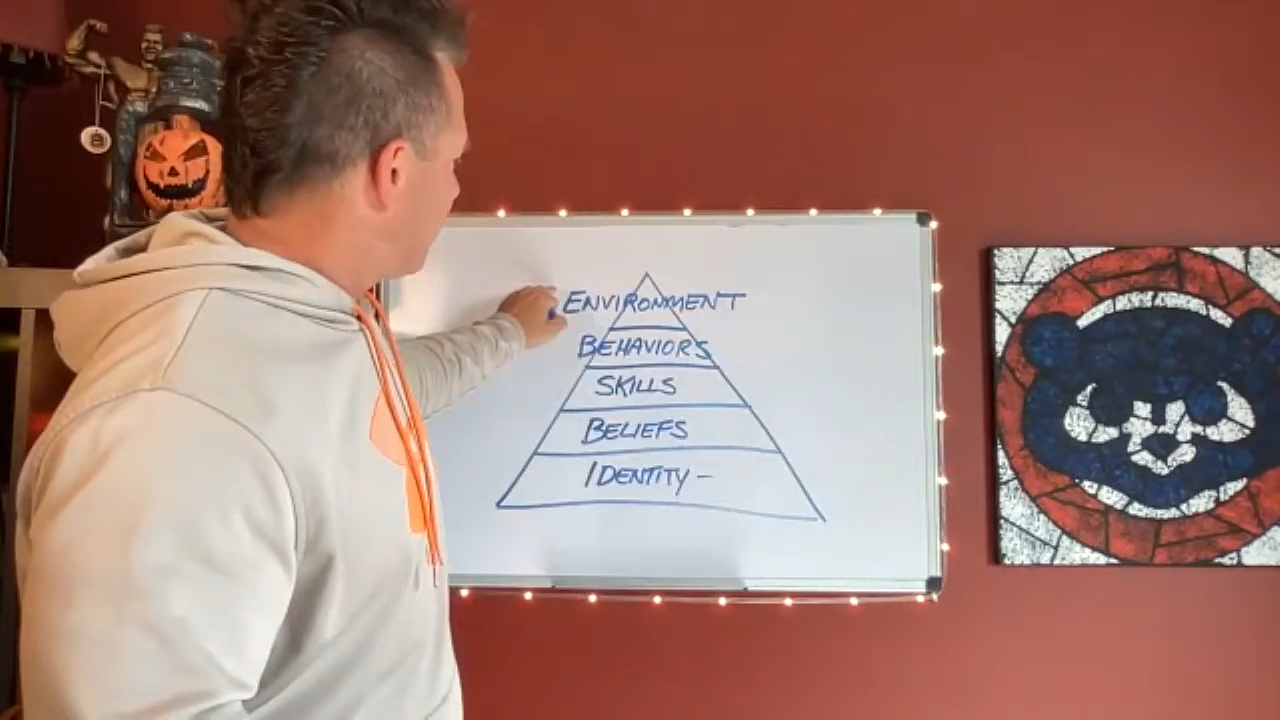 ENVIRONMENT
BEHAVIORS
SKILLS
BELIEFS
IDENTITY –